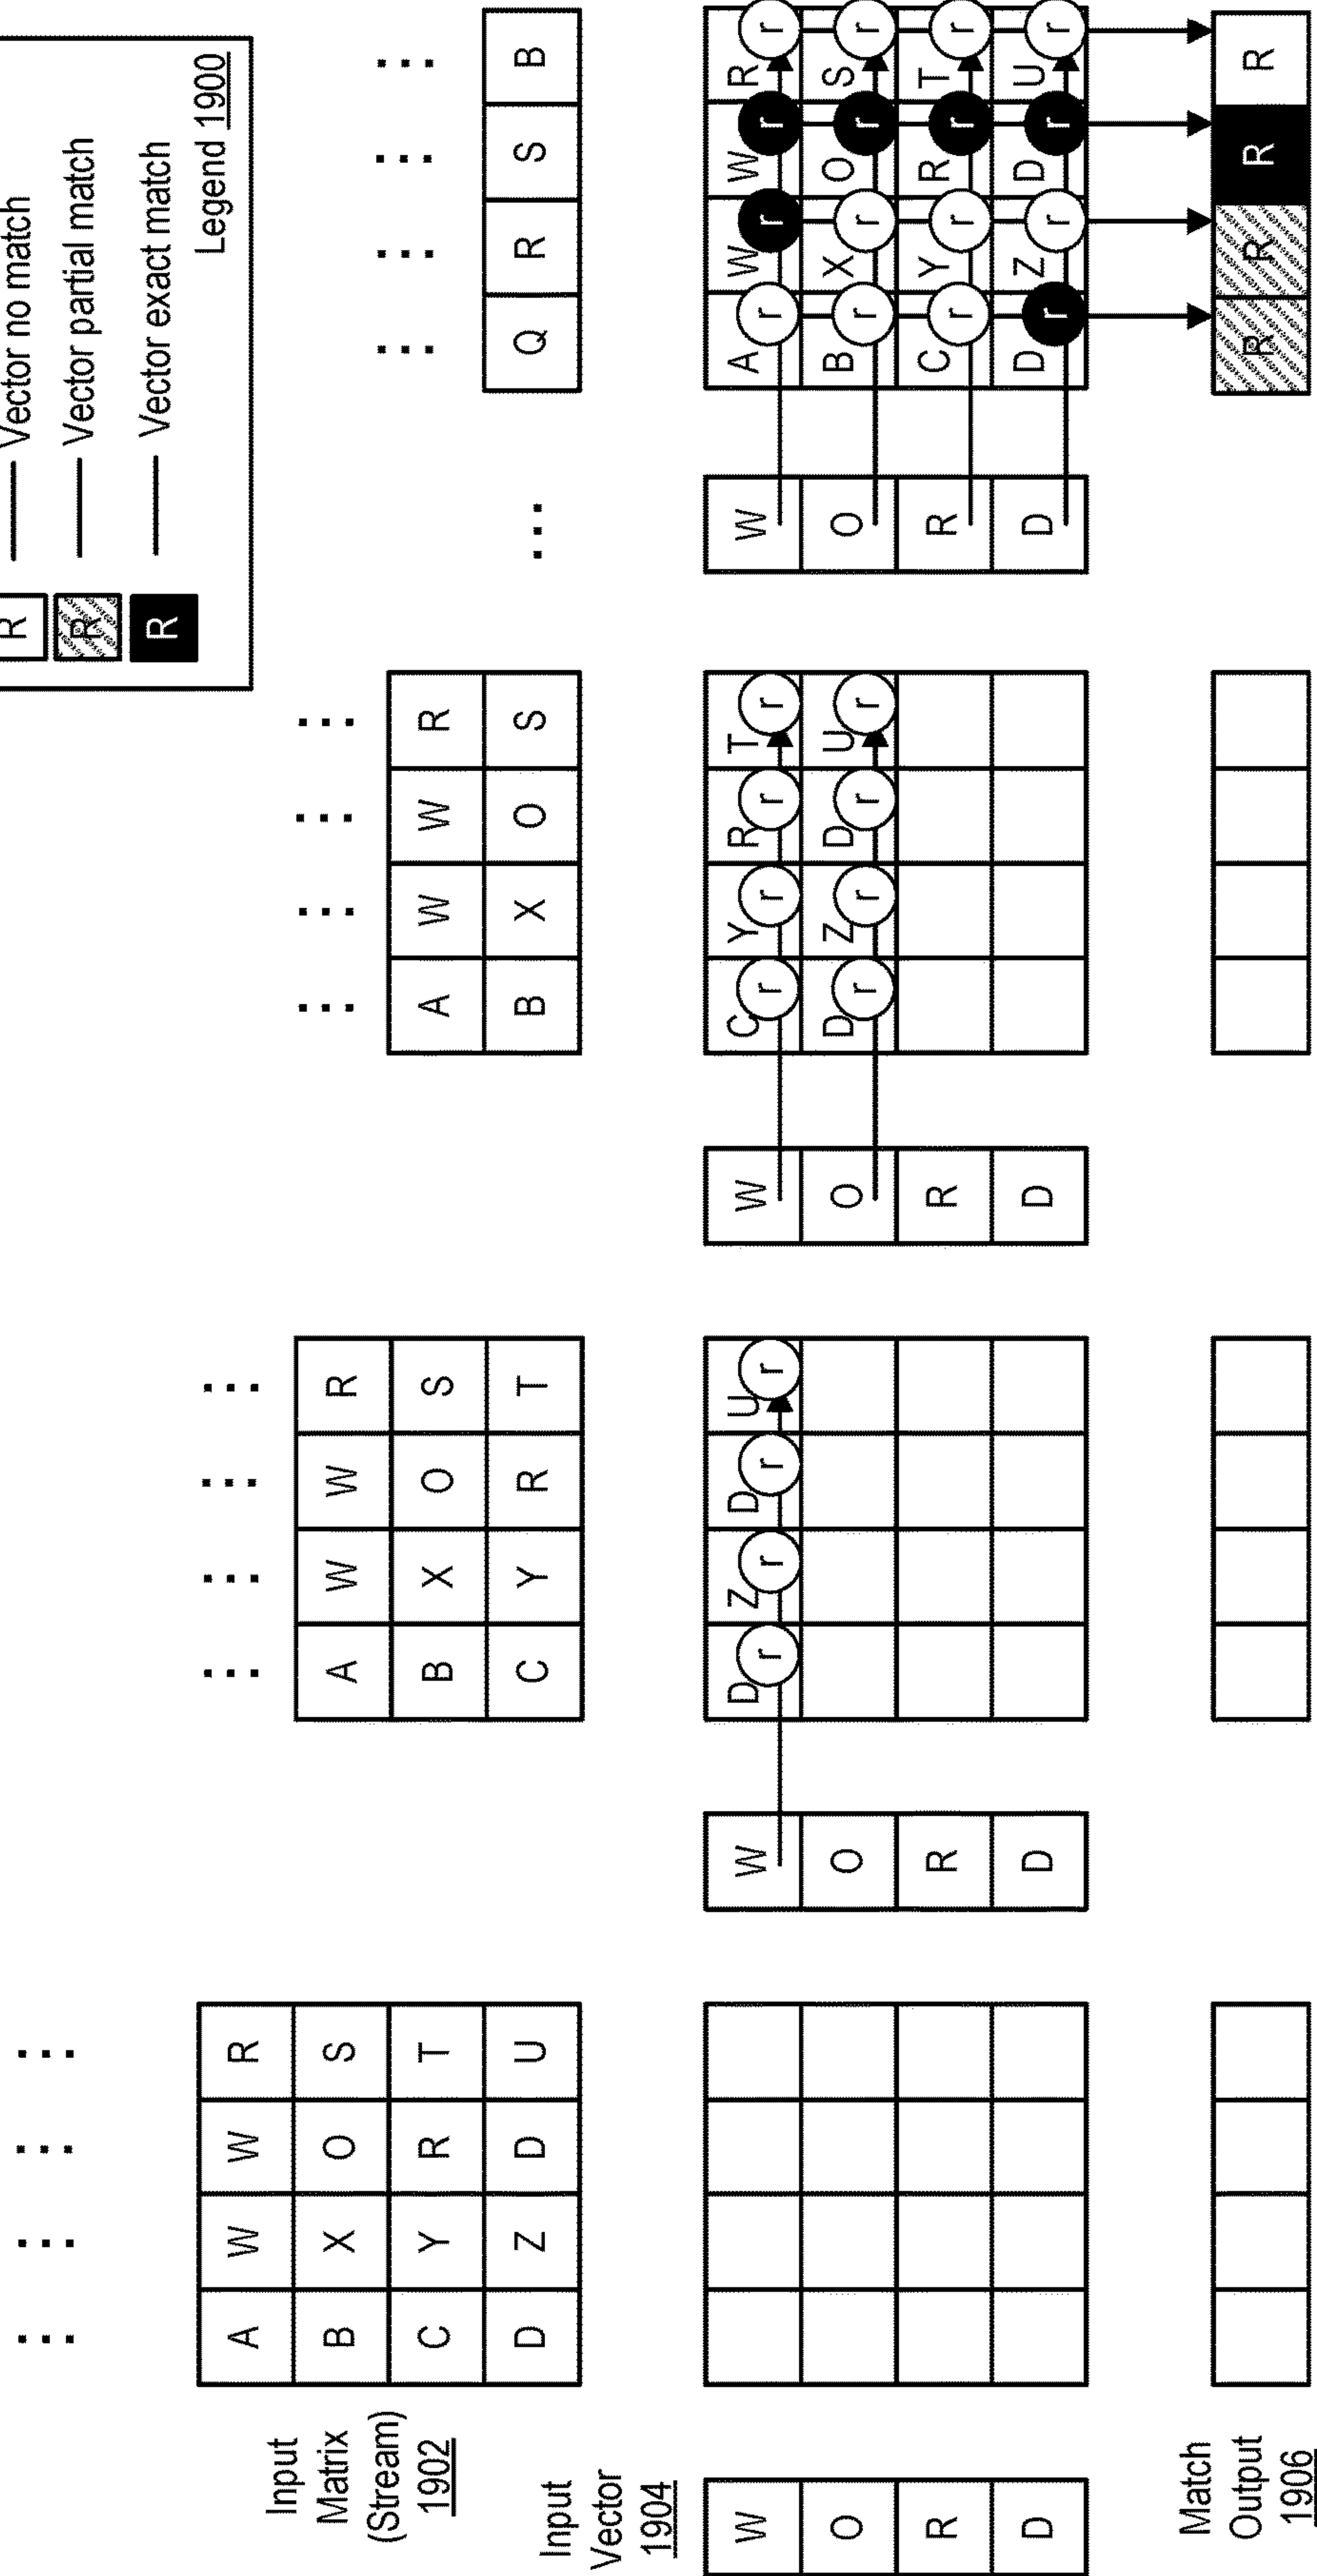 R Vector no match
R Vector partial match
R Vector exact match
Legend 1900
Input
Matrix
(Stream)
1902
... ... ... ...
A W W R
B X O S
C Y R T
D Z D U
... ... ... ...
A W W R
B X O S
C Y R T
... ... ... ...
A W W R
B X O S
...
... ... ... ...
Q R S B
Input
Vector
1904
W
O
R
D
W
O
R
D
D r Z r D r U r
W
O
R
D
C r Y r R r T r
D r Z r D r U r
W
O
R
D
A r W r W r R r
B r X r O r S r
C r Y r R r T r
D r Z r D r U r
Match
Output
1906
R R R R